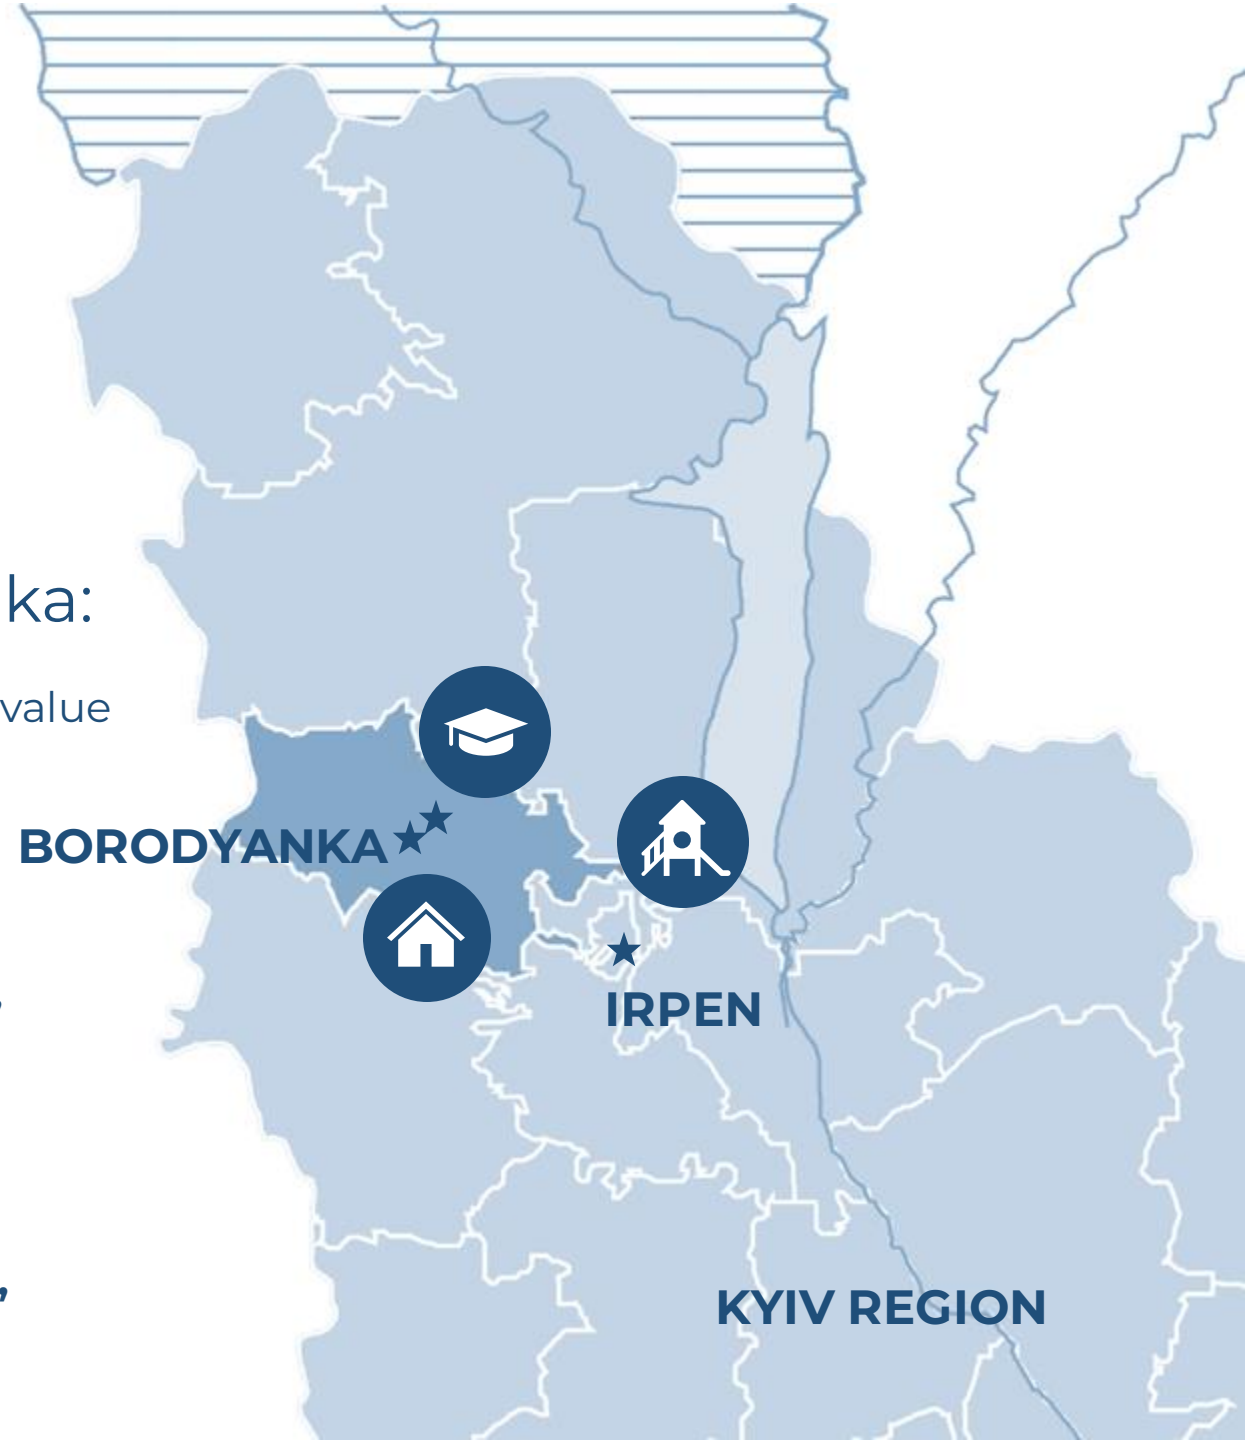 ka:
value
BORODYANKA
,
IRPEN
,
KYIV REGION